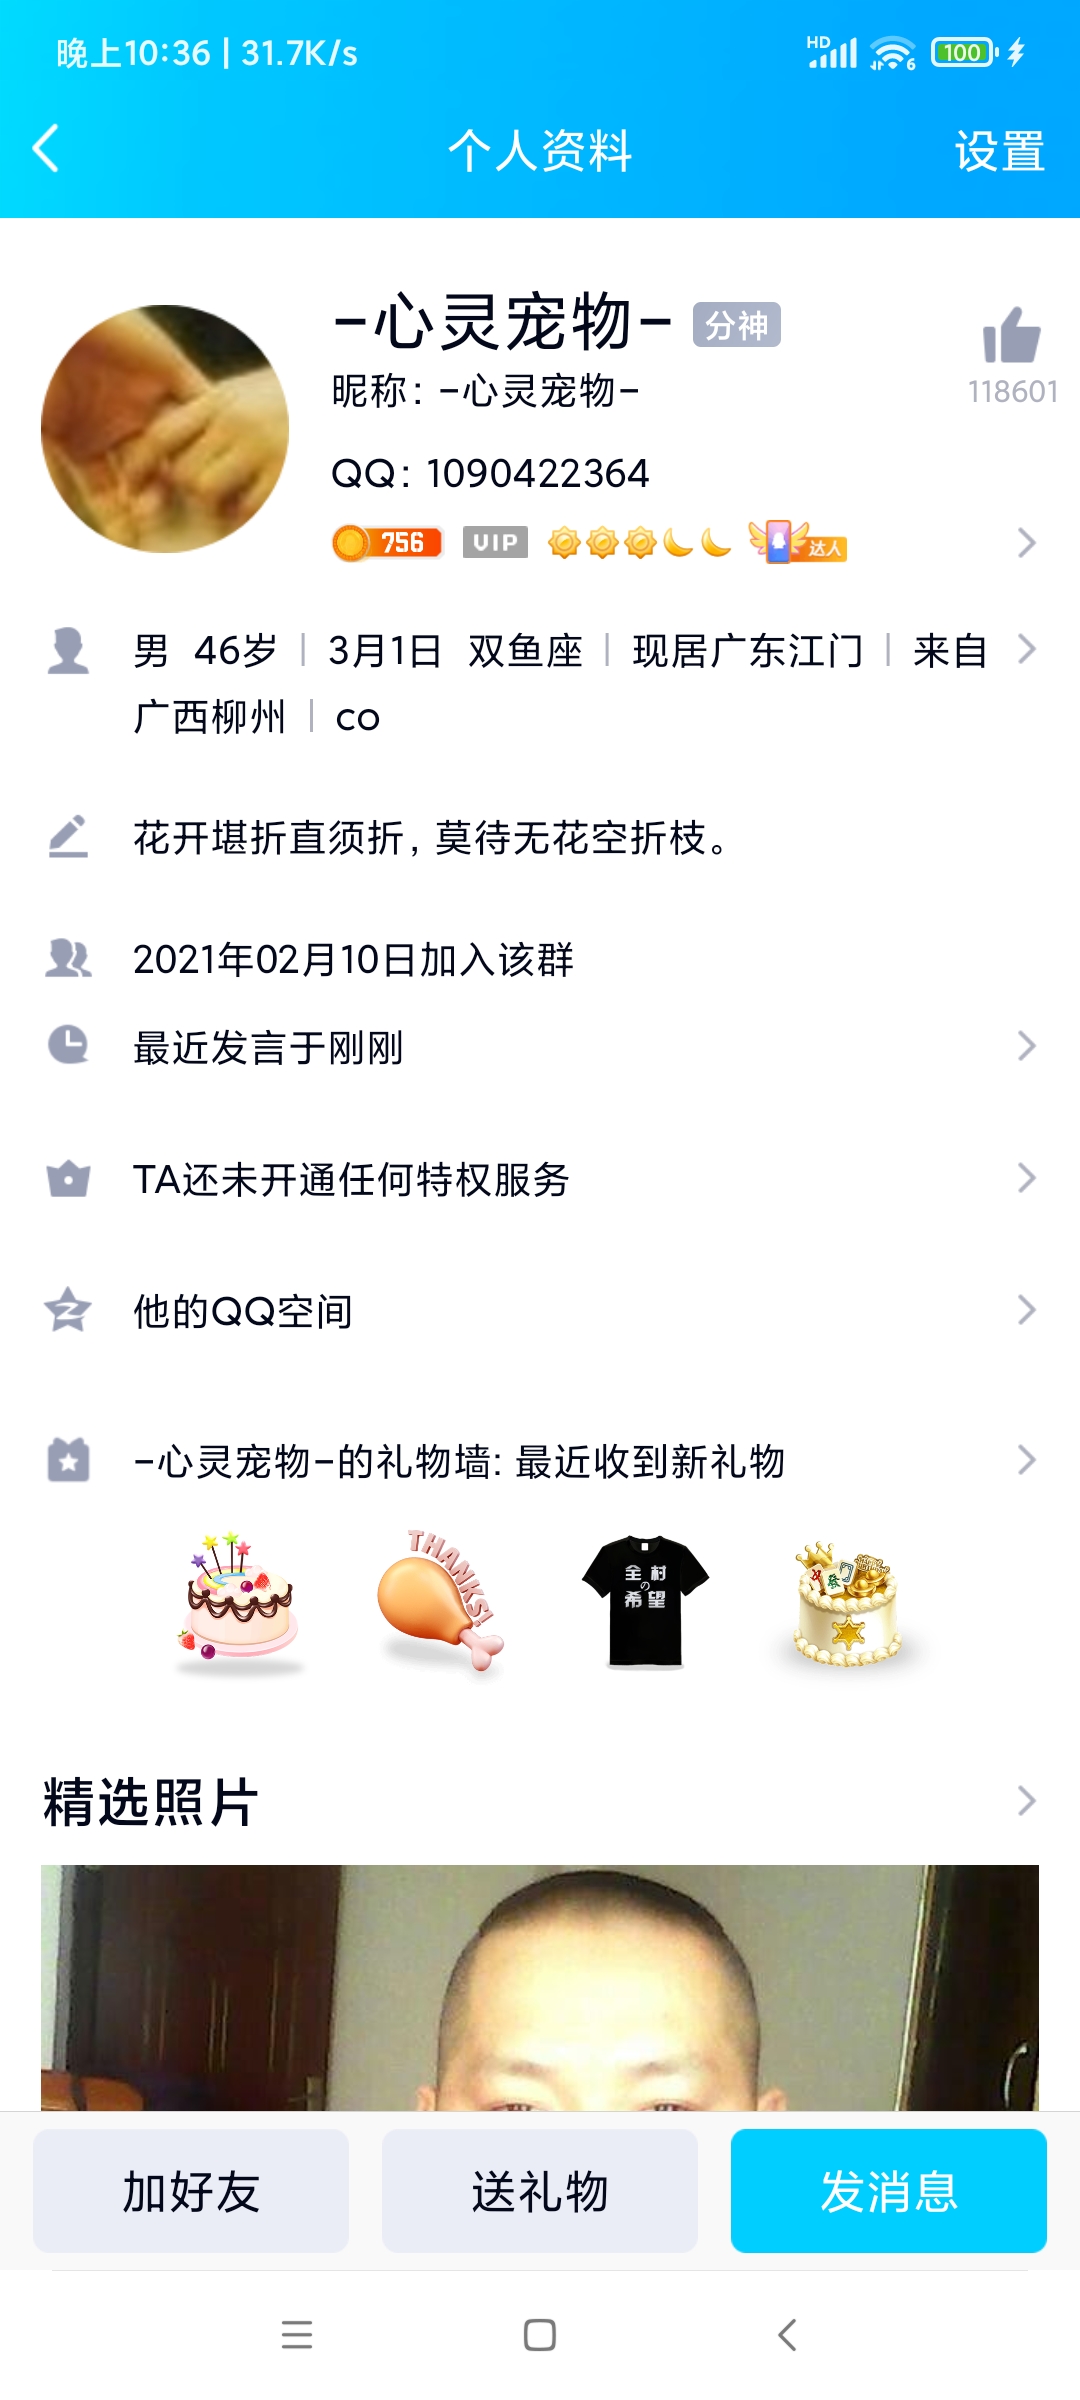 晚上10:36 | 31.7K/s
HD
6
100
个人资料
设置
-心灵宠物-
分神
昵称: -心灵宠物-
118601
QQ: 1090422364
756
VIP
达人
男 46岁 | 3月1日 双鱼座 | 现居广东江门 | 来自
广西柳州 | co
花开堪折直须折, 莫待无花空折枝。
2021年02月10日加入该群
最近发言于刚刚
TA还未开通任何特权服务
他的QQ空间
-心灵宠物-的礼物墙: 最近收到新礼物
THANKS!
全村
の
希望
發
精选照片
加好友
送礼物
发消息